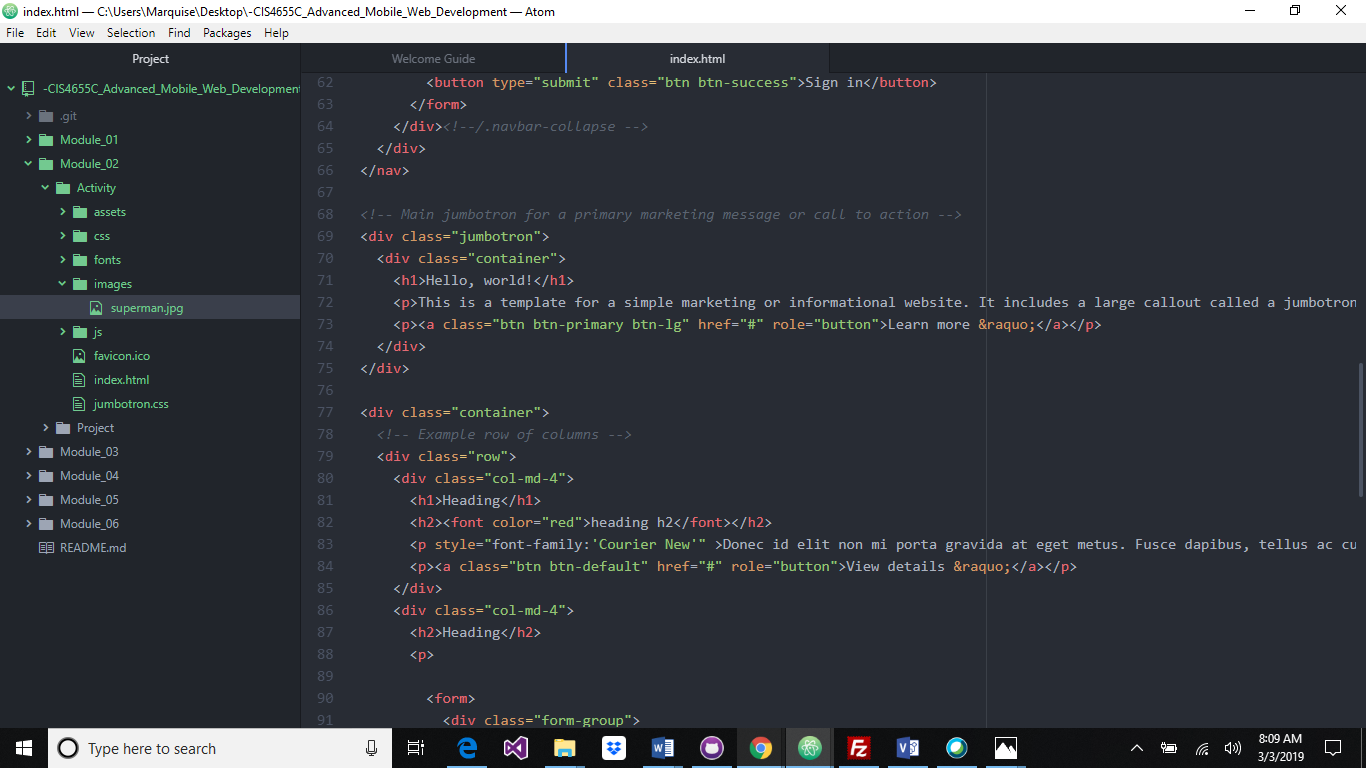 index.html — C:\Users\Marquise\Desktop\-CIS4655C_Advanced_Mobile_Web_Development — Atom
File Edit View Selection Find Packages Help
Project
-CIS4655C_Advanced_Mobile_Web_Development
.git
Module_01
Module_02
Activity
assets
css
fonts
images
superman.jpg
js
favicon.ico
index.html
jumbotron.css
Project
Module_03
Module_04
Module_05
Module_06
README.md
Welcome Guide
index.html
62 <button type="submit" class="btn btn-success">Sign in</button>
63 </form>
64 </div><!--/.navbar-collapse -->
65 </div>
66 </nav>
67
68 <!-- Main jumbotron for a primary marketing message or call to action -->
69 <div class="jumbotron">
70 <div class="container">
71 <h1>Hello, world!</h1>
72 <p>This is a template for a simple marketing or informational website. It includes a large callout called a jumbotron
73 <p><a class="btn btn-primary btn-lg" href="#" role="button">Learn more &raquo;</a></p>
74 </div>
75 </div>
76
77 <div class="container">
78 <!-- Example row of columns -->
79 <div class="row">
80 <div class="col-md-4">
81 <h1>Heading</h1>
82 <h2><font color="red">heading h2</font></h2>
83 <p style="font-family:'Courier New'" >Donec id elit non mi porta gravida at eget metus. Fusce dapibus, tellus ac cu
84 <p><a class="btn btn-default" href="#" role="button">View details &raquo;</a></p>
85 </div>
86 <div class="col-md-4">
87 <h2>Heading</h2>
88 <p>
89
90 <form>
91 <div class="form-group">
Type here to search
8:09 AM
3/3/2019